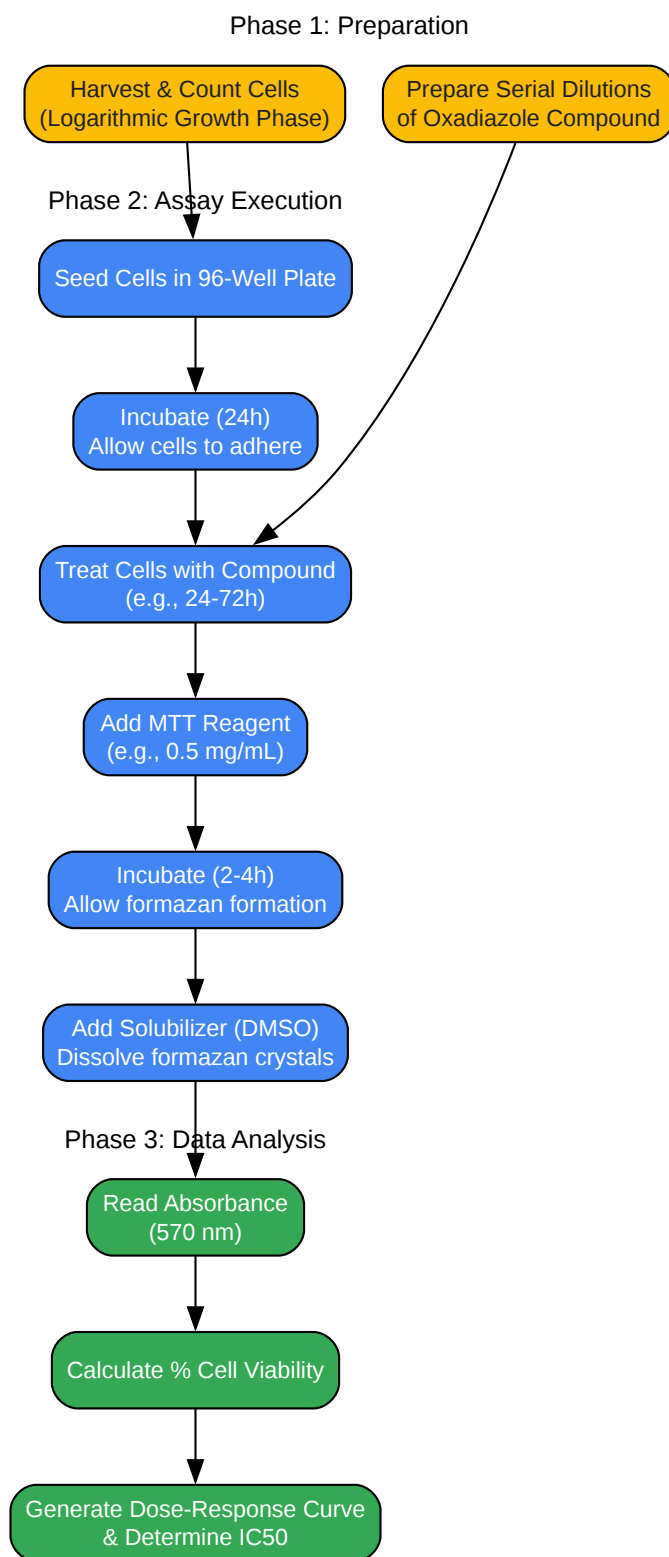 Phase 1: Preparation
Harvest & Count Cells
(Logarithmic Growth Phase)
Prepare Serial Dilutions
of Oxadiazole Compound
Phase 2: Assay Execution
Seed Cells in 96-Well Plate
Incubate (24h)
Allow cells to adhere
Treat Cells with Compound
(e.g., 24-72h)
Add MTT Reagent
(e.g., 0.5 mg/mL)
Incubate (2-4h)
Allow formazan formation
Add Solubilizer (DMSO)
Dissolve formazan crystals
Phase 3: Data Analysis
Read Absorbance
(570 nm)
Calculate % Cell Viability
Generate Dose-Response Curve
& Determine IC50